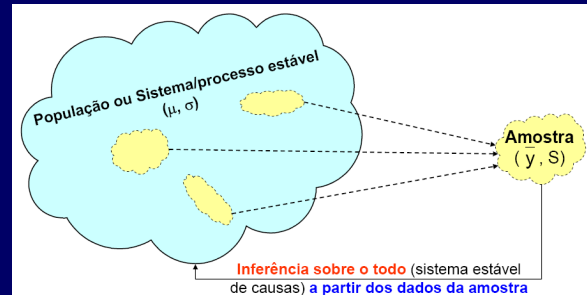 População ou Sistema/processo estável
(μ, σ)
Amostra
( y̅ , S)
Inferência sobre o todo (sistema estável
de causas) a partir dos dados da amostra